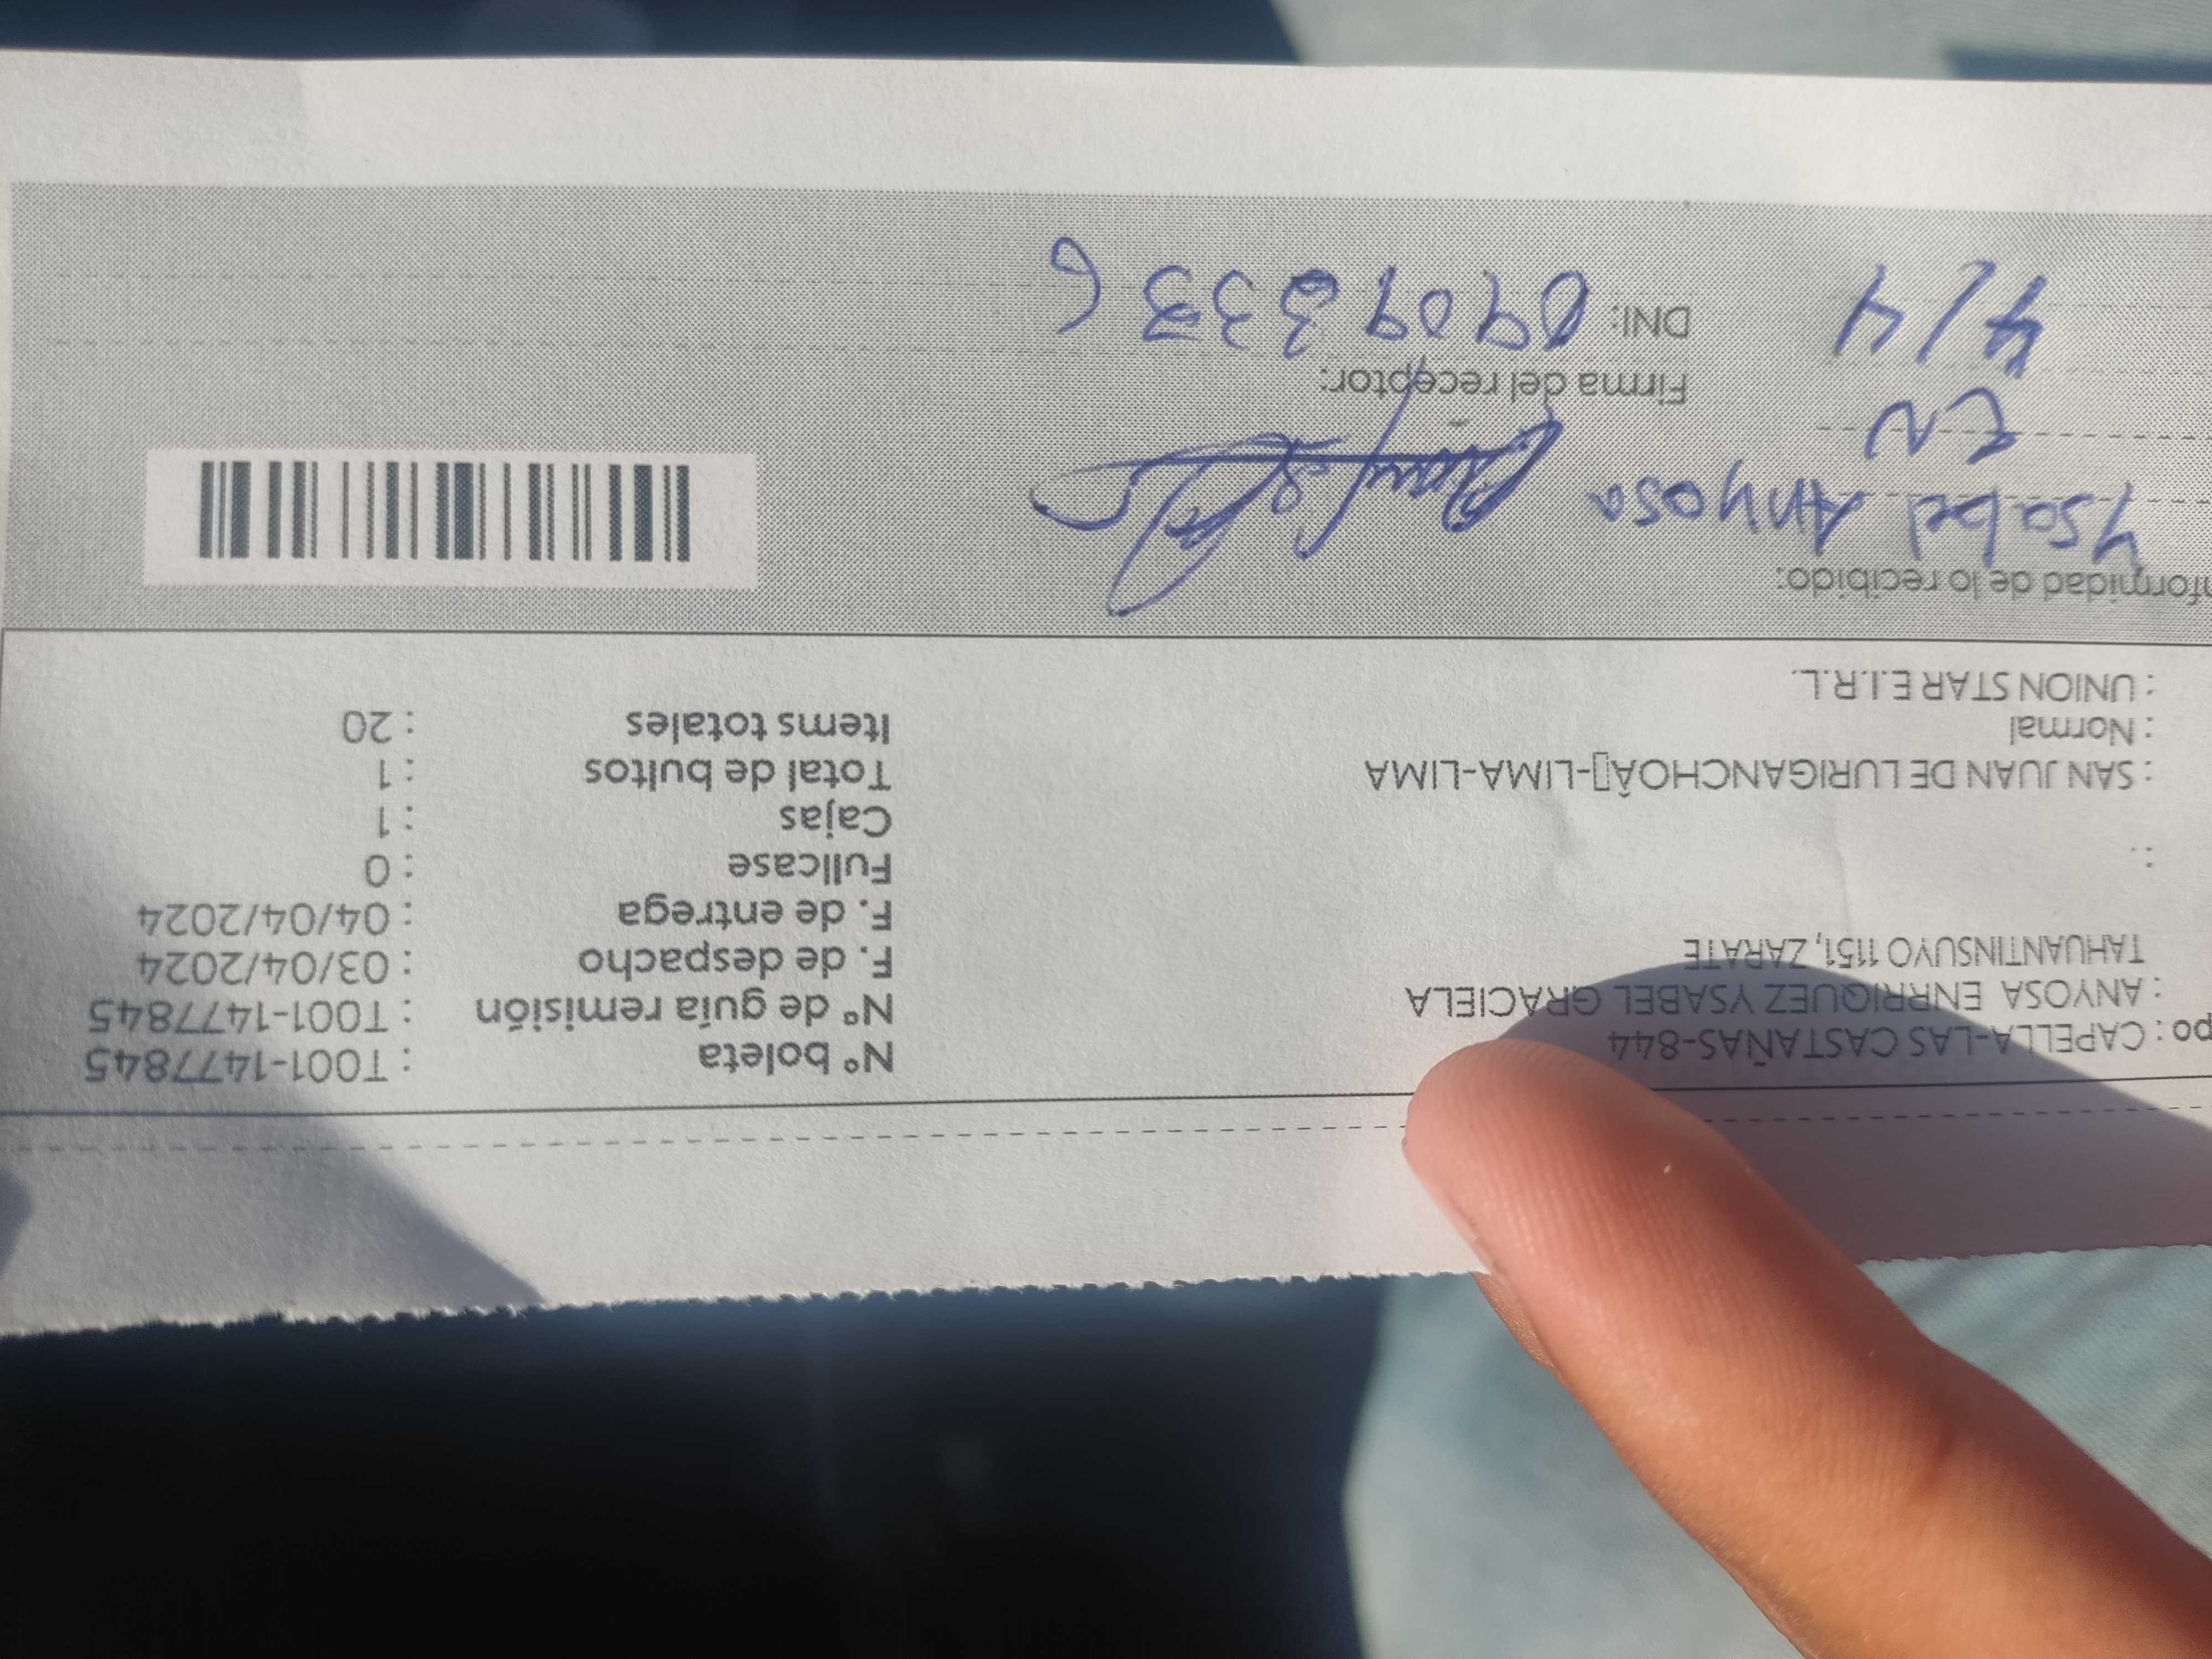 po : CAPELLA-LAS CASTAÑAS-844
: ANYOSA ENRRIQUEZ YSABEL GRACIELA
TAHUANTINSUYO 1151, ZARATE
:
: SAN JUAN DE LURIGANCHOÂ▯-LIMA-LIMA
: Normal
: UNION STAR E.I.R.L.
N° boleta : T001-1477845
N° de guía remisión : T001-1477845
F. de despacho : 03/04/2024
F. de entrega : 04/04/2024
Fullcase : 0
Cajas : 1
Total de bultos : 1
Items totales : 20
nformidad de lo recibido:
Ysabel Anyosa
EN
4/4
Firma del receptor:
DNI: 09093336